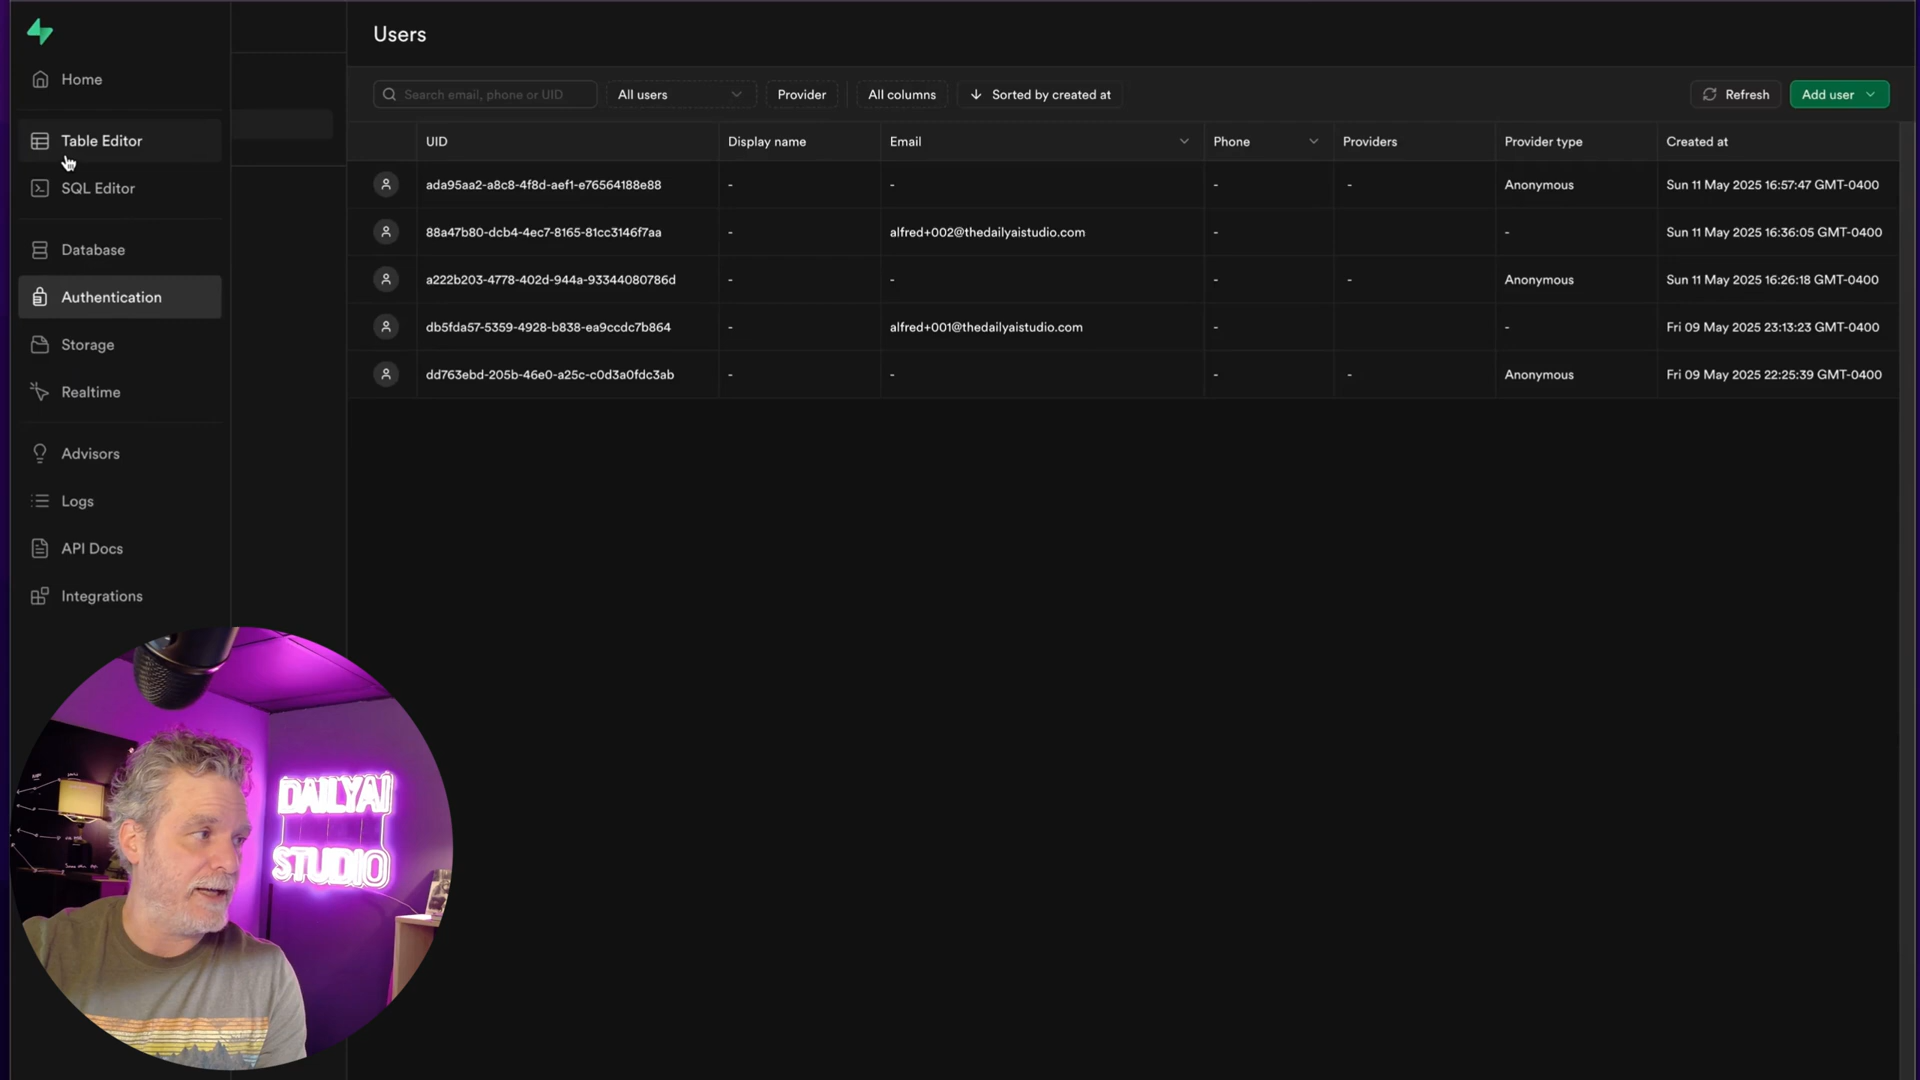 Users
Home
Search email, phone or UID
All users
Provider
All columns
Sorted by created at
Refresh
Add user
Table Editor
SQL Editor
Database
Authentication
Storage
Realtime
Advisors
Logs
API Docs
Integrations
UID Display name Email Phone Providers Provider type Created at
ada95aa2-a8c8-4f8d-aef1-e76564188e88 - - - - Anonymous Sun 11 May 2025 16:57:47 GMT-0400
88a47b80-dcb4-4ec7-8165-81cc3146f7aa - alfred+002@thedailyaistudio.com - - Sun 11 May 2025 16:36:05 GMT-0400
a222b203-4778-402d-944a-93344080786d - - - - Anonymous Sun 11 May 2025 16:26:18 GMT-0400
db5fda57-5359-4928-b838-ea9ccdc7b864 - alfred+001@thedailyaistudio.com - - Fri 09 May 2025 23:13:23 GMT-0400
dd763ebd-205b-46e0-a25c-c0d3a0fdc3ab - - - - Anonymous Fri 09 May 2025 22:25:39 GMT-0400
DAILYAI
STUDIO